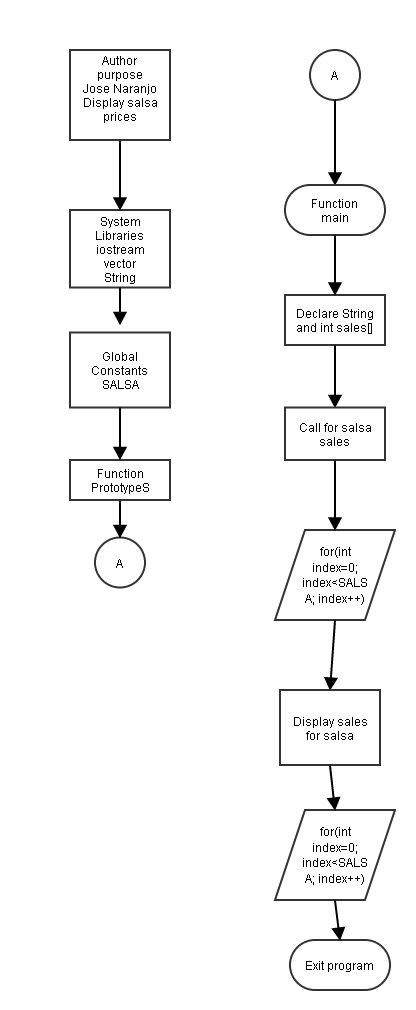 Author
purpose
Jose Naranjo
Display salsa
prices
System
Libraries
iostream
vector
String
Global
Constants
SALSA
Function
PrototypeS
A
A
Function
main
Declare String
and int sales[]
Call for salsa
sales
for(int
index=0;
index<SALS
A; index++)
Display sales
for salsa
for(int
index=0;
index<SALS
A; index++)
Exit program